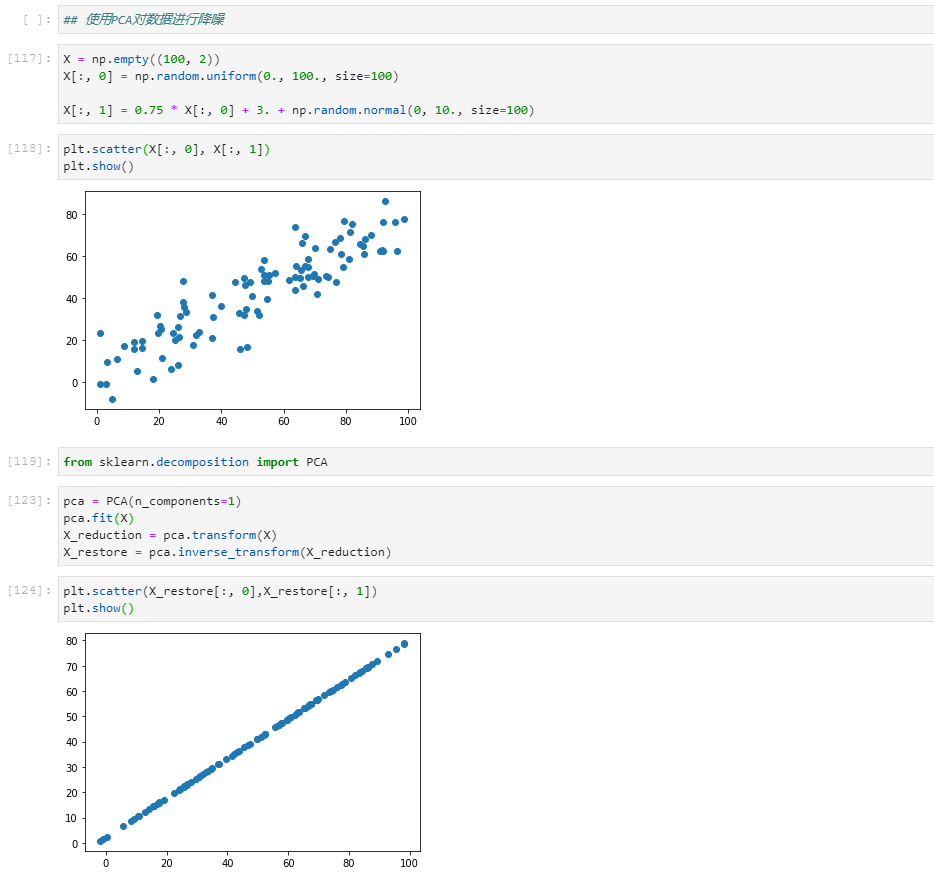 [ ]: ## 使用PCA对数据进行降噪
[117]: X = np.empty((100, 2))
X[:, 0] = np.random.uniform(0., 100., size=100)
X[:, 1] = 0.75 * X[:, 0] + 3. + np.random.normal(0, 10., size=100)
[118]: plt.scatter(X[:, 0], X[:, 1])
plt.show()
80
60
40
20
0
0 20 40 60 80 100
[119]: from sklearn.decomposition import PCA
[123]: pca = PCA(n_components=1)
pca.fit(X)
X_reduction = pca.transform(X)
X_restore = pca.inverse_transform(X_reduction)
[124]: plt.scatter(X_restore[:, 0],X_restore[:, 1])
plt.show()
80
70
60
50
40
30
20
10
0
0 20 40 60 80 100